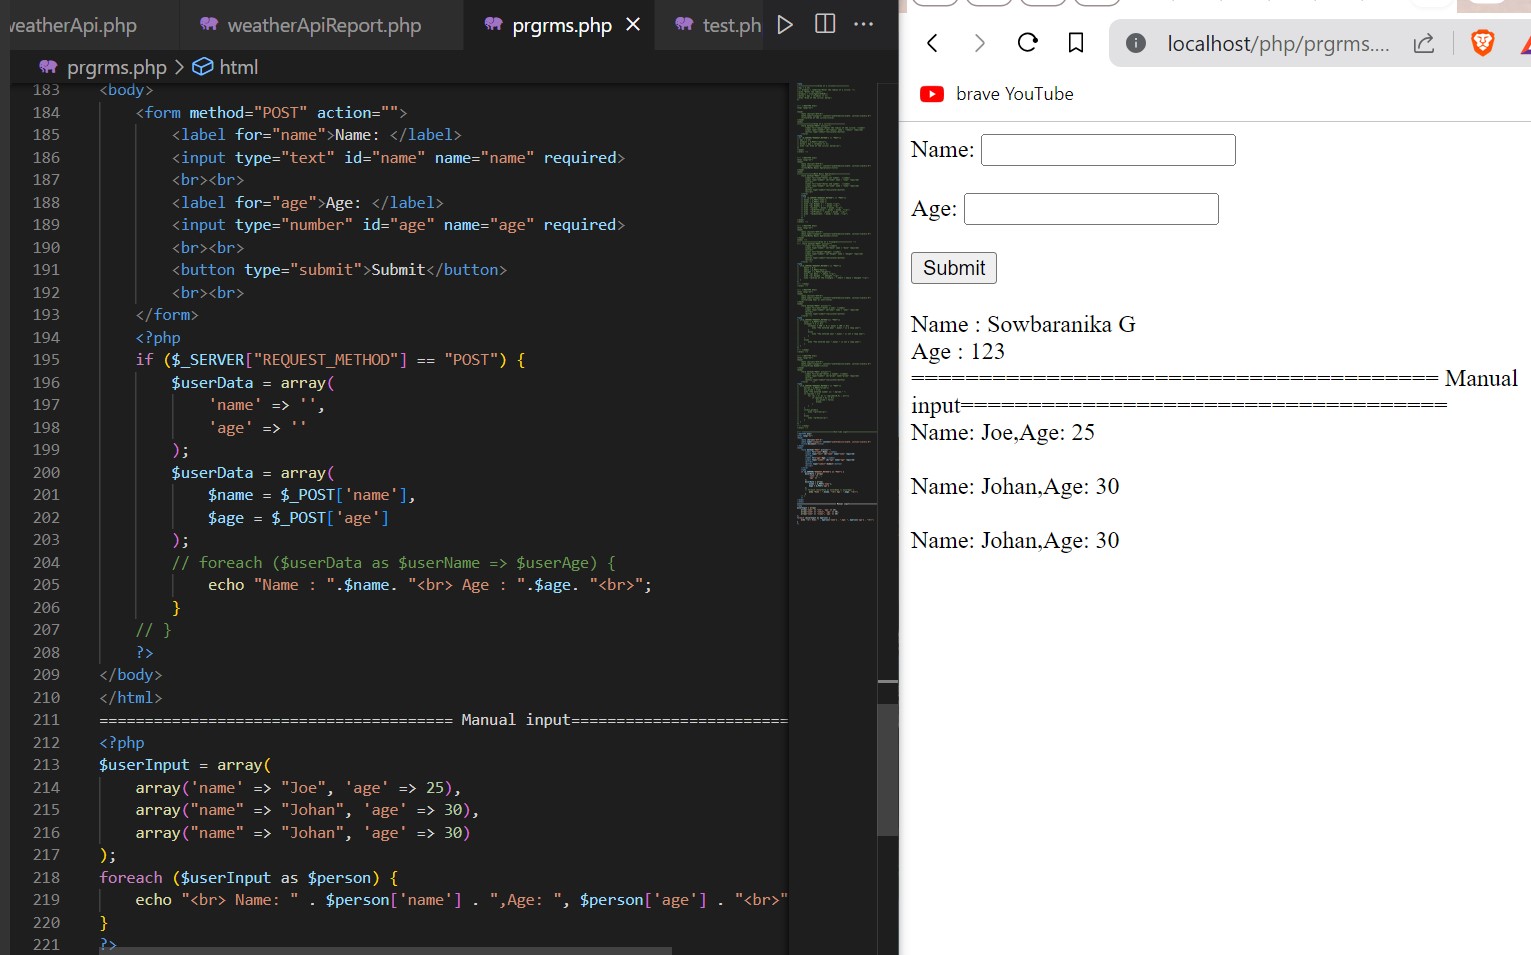 weatherApi.php weatherApiReport.php prgrms.php test.ph
prgrms.php > html
183 <body>
184 <form method="POST" action="">
185 <label for="name">Name: </label>
186 <input type="text" id="name" name="name" required>
187 <br><br>
188 <label for="age">Age: </label>
189 <input type="number" id="age" name="age" required>
190 <br><br>
191 <button type="submit">Submit</button>
192 <br><br>
193 </form>
194 <?php
195 if ($_SERVER["REQUEST_METHOD"] == "POST") {
196 $userData = array(
197 'name' => '',
198 'age' => ''
199 );
200 $userData = array(
201 $name = $_POST['name'],
202 $age = $_POST['age']
203 );
204 // foreach ($userData as $userName => $userAge) {
205 echo "Name : ".$name. "<br> Age : ".$age. "<br>";
206 }
207 // }
208 ?>
209 </body>
210 </html>
211 ======================================= Manual input========================
212 <?php
213 $userInput = array(
214 array('name' => "Joe", 'age' => 25),
215 array("name" => "Johan", 'age' => 30),
216 array("name" => "Johan", 'age' => 30)
217 );
218 foreach ($userInput as $person) {
219 echo "<br> Name: " . $person['name'] . ",Age: ", $person['age'] . "<br>"
220 }
221 ?>
localhost/php/prgrms....
brave YouTube
Name:
Age:
Submit
Name : Sowbaranika G
Age : 123
======================================= Manual
input====================================
Name: Joe,Age: 25
Name: Johan,Age: 30
Name: Johan,Age: 30